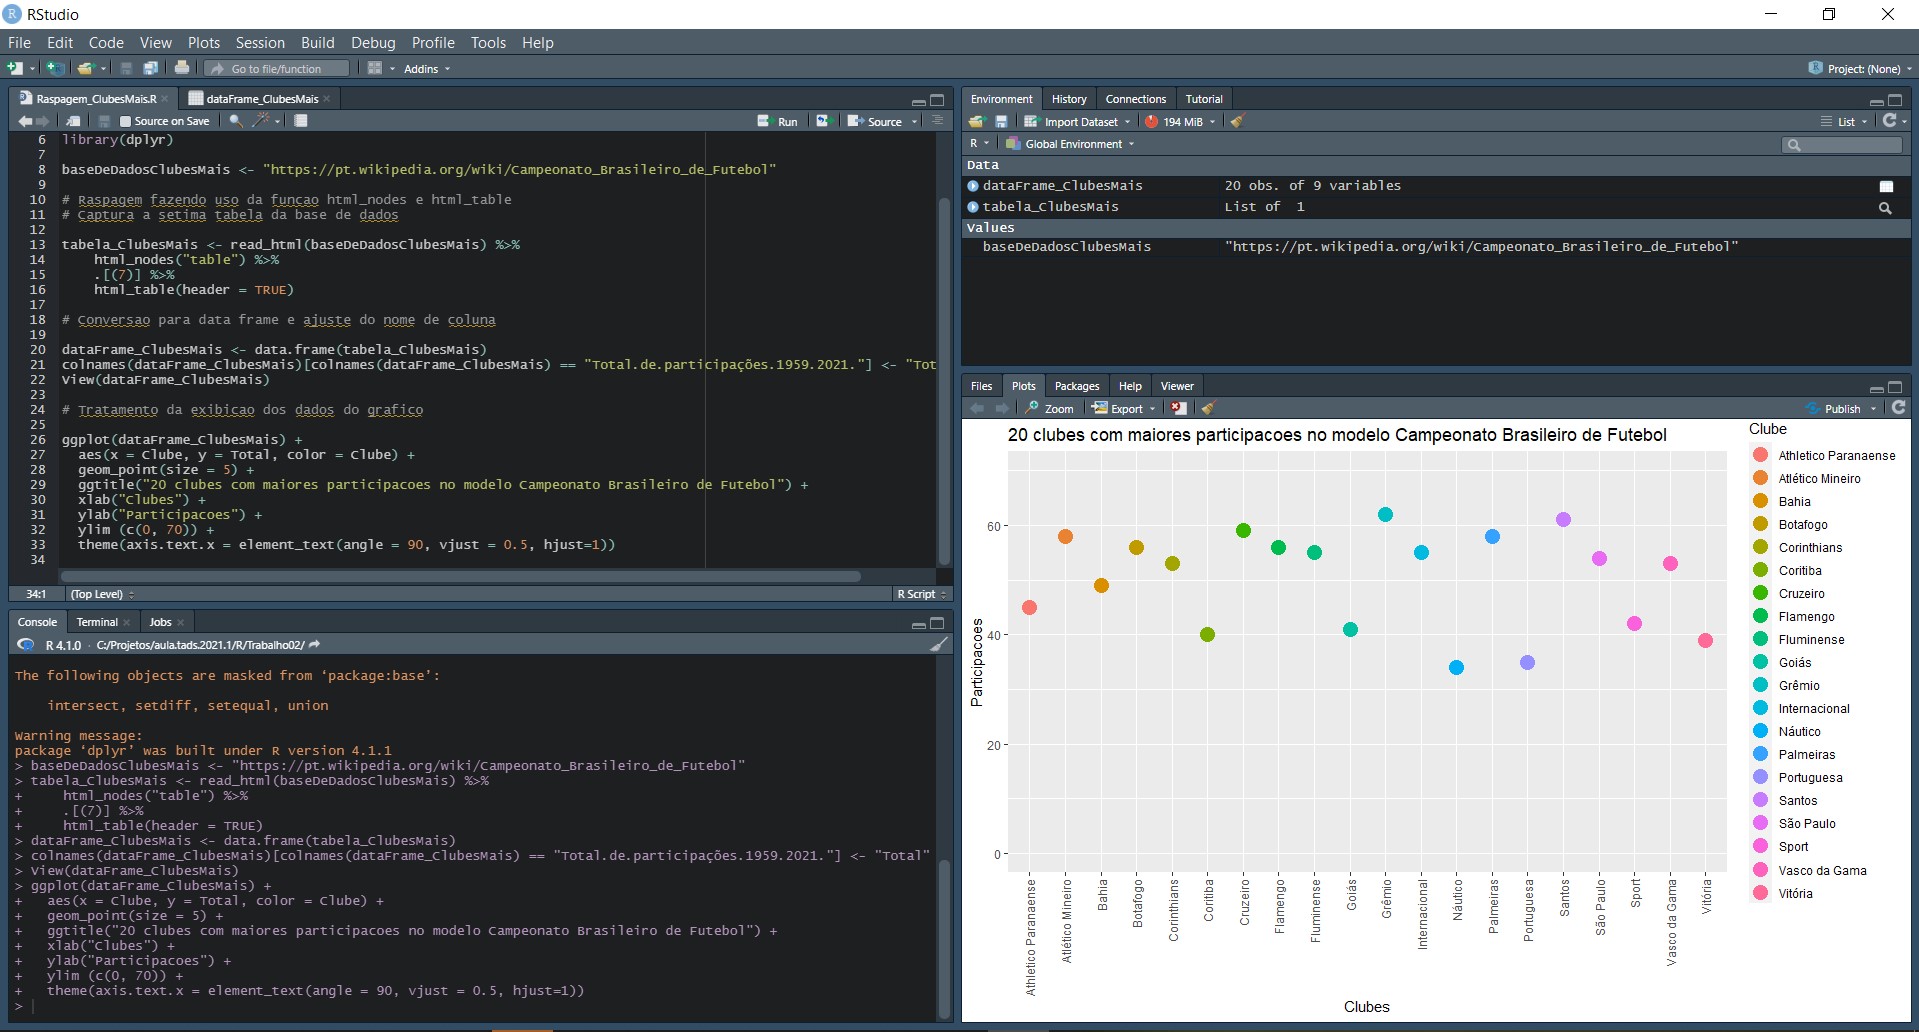 RStudio
File Edit Code View Plots Session Build Debug Profile Tools Help
Go to file/function Addins Project: (None)
Raspagem_ClubesMais.R dataFrame_ClubesMais
Source on Save Run Source
6 library(dplyr)
7
8 baseDeDadosClubesMais <- "https://pt.wikipedia.org/wiki/Campeonato_Brasileiro_de_Futebol"
9
10 # Raspagem fazendo uso da funcao html_nodes e html_table
11 # Captura a setima tabela da base de dados
12
13 tabela_ClubesMais <- read_html(baseDeDadosClubesMais) %>%
14 html_nodes("table") %>%
15 .[(7)] %>%
16 html_table(header = TRUE)
17
18 # Conversao para data frame e ajuste do nome de coluna
19
20 dataFrame_ClubesMais <- data.frame(tabela_ClubesMais)
21 colnames(dataFrame_ClubesMais)[colnames(dataFrame_ClubesMais) == "Total.de.participações.1959.2021."] <- "Tot
22 View(dataFrame_ClubesMais)
23
24 # Tratamento da exibicao dos dados do grafico
25
26 ggplot(dataFrame_ClubesMais) +
27 aes(x = Clube, y = Total, color = Clube) +
28 geom_point(size = 5) +
29 ggtitle("20 clubes com maiores participacoes no modelo Campeonato Brasileiro de Futebol") +
30 xlab("Clubes") +
31 ylab("Participacoes") +
32 ylim (c(0, 70)) +
33 theme(axis.text.x = element_text(angle = 90, vjust = 0.5, hjust=1))
34
34:1 (Top Level) R Script
Console Terminal Jobs
R 4.1.0 · C:/Projetos/aula.tads.2021.1/R/Trabalho02/
The following objects are masked from ‘package:base’:
intersect, setdiff, setequal, union
Warning message:
package ‘dplyr’ was built under R version 4.1.1
> baseDeDadosClubesMais <- "https://pt.wikipedia.org/wiki/Campeonato_Brasileiro_de_Futebol"
> tabela_ClubesMais <- read_html(baseDeDadosClubesMais) %>%
+ html_nodes("table") %>%
+ .[(7)] %>%
+ html_table(header = TRUE)
> dataFrame_ClubesMais <- data.frame(tabela_ClubesMais)
> colnames(dataFrame_ClubesMais)[colnames(dataFrame_ClubesMais) == "Total.de.participações.1959.2021."] <- "Total"
> View(dataFrame_ClubesMais)
> ggplot(dataFrame_ClubesMais) +
+ aes(x = Clube, y = Total, color = Clube) +
+ geom_point(size = 5) +
+ ggtitle("20 clubes com maiores participacoes no modelo Campeonato Brasileiro de Futebol") +
+ xlab("Clubes") +
+ ylab("Participacoes") +
+ ylim (c(0, 70)) +
+ theme(axis.text.x = element_text(angle = 90, vjust = 0.5, hjust=1))
>
Environment History Connections Tutorial
Import Dataset 194 MiB List
R Global Environment
Data
dataFrame_ClubesMais 20 obs. of 9 variables
tabela_ClubesMais List of 1
Values
baseDeDadosClubesMais "https://pt.wikipedia.org/wiki/Campeonato_Brasileiro_de_Futebol"
Files Plots Packages Help Viewer
Zoom Export Publish
20 clubes com maiores participacoes no modelo Campeonato Brasileiro de Futebol
Participacoes
60
40
20
0
Athletico Paranaense
Atlético Mineiro
Bahia
Botafogo
Corinthians
Coritiba
Cruzeiro
Flamengo
Fluminense
Goiás
Grêmio
Internacional
Náutico
Palmeiras
Portuguesa
Santos
São Paulo
Sport
Vasco da Gama
Vitória
Clubes
Clube
Athletico Paranaense
Atlético Mineiro
Bahia
Botafogo
Corinthians
Coritiba
Cruzeiro
Flamengo
Fluminense
Goiás
Grêmio
Internacional
Náutico
Palmeiras
Portuguesa
Santos
São Paulo
Sport
Vasco da Gama
Vitória